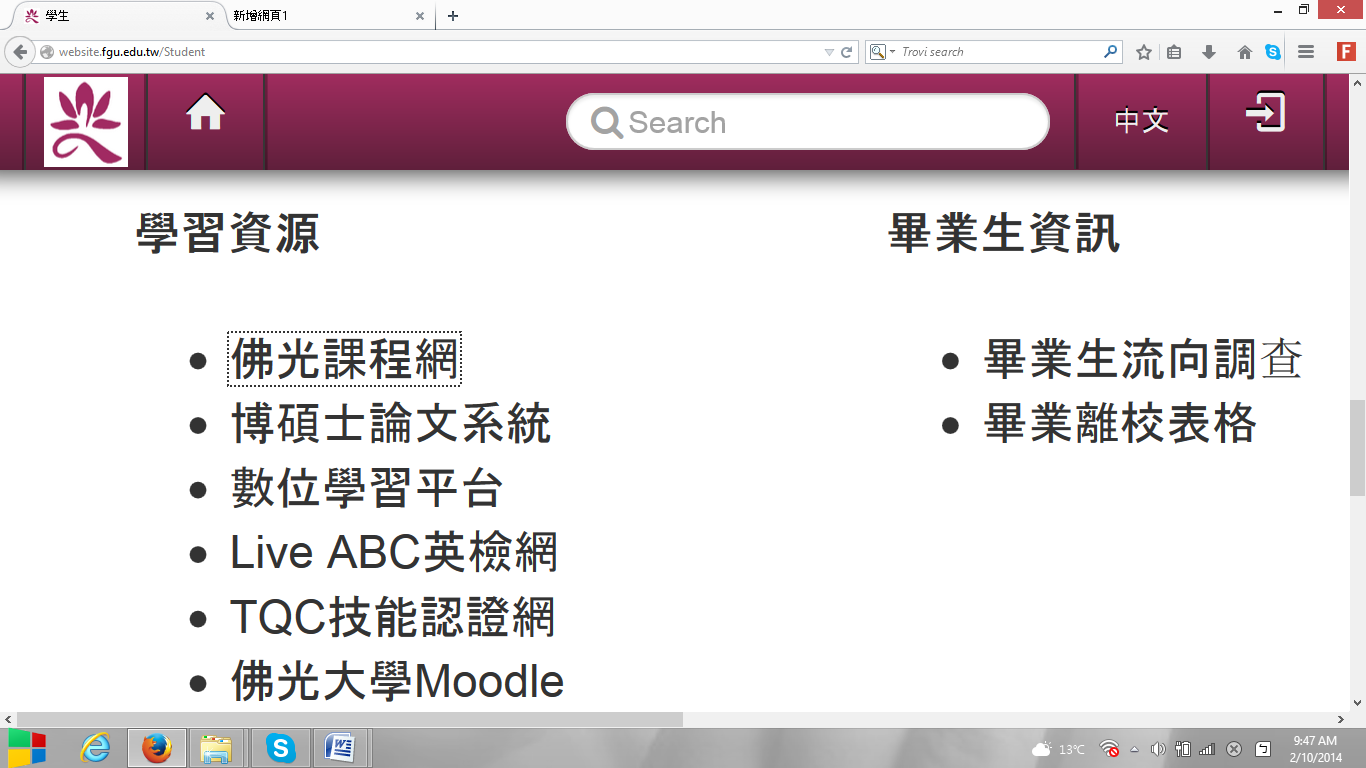 學生
新增網頁1
website.fgu.edu.tw/Student
Trovi search
F
Search
中文
學習資源
佛光課程網
博碩士論文系統
數位學習平台
Live ABC英檢網
TQC技能認證網
佛光大學Moodle
畢業生資訊
畢業生流向調查
畢業離校表格
13°C
9:47 AM
2/10/2014